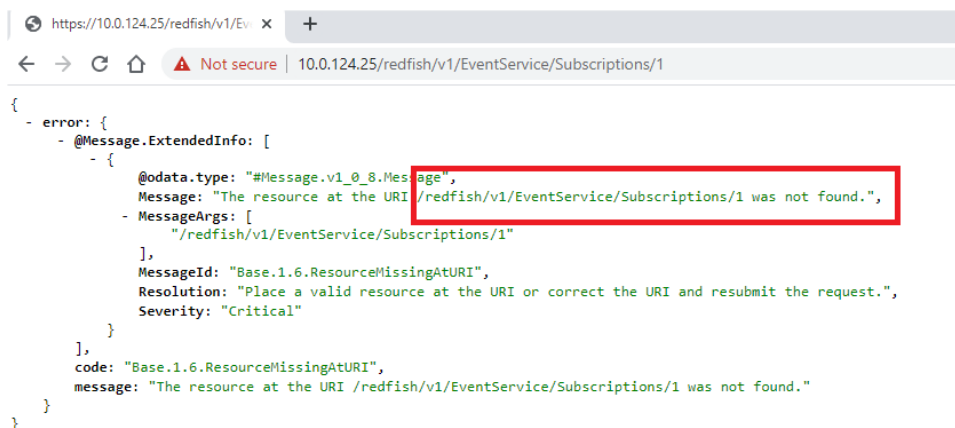 https://10.0.124.25/redfish/v1/Ev
Not secure | 10.0.124.25/redfish/v1/EventService/Subscriptions/1
{
- error: {
- @Message.ExtendedInfo: [
- {
@odata.type: "#Message.v1_0_8.Message",
Message: "The resource at the URI /redfish/v1/EventService/Subscriptions/1 was not found.",
- MessageArgs: [
"/redfish/v1/EventService/Subscriptions/1"
],
MessageId: "Base.1.6.ResourceMissingAtURI",
Resolution: "Place a valid resource at the URI or correct the URI and resubmit the request.",
Severity: "Critical"
}
],
code: "Base.1.6.ResourceMissingAtURI",
message: "The resource at the URI /redfish/v1/EventService/Subscriptions/1 was not found."
}
}